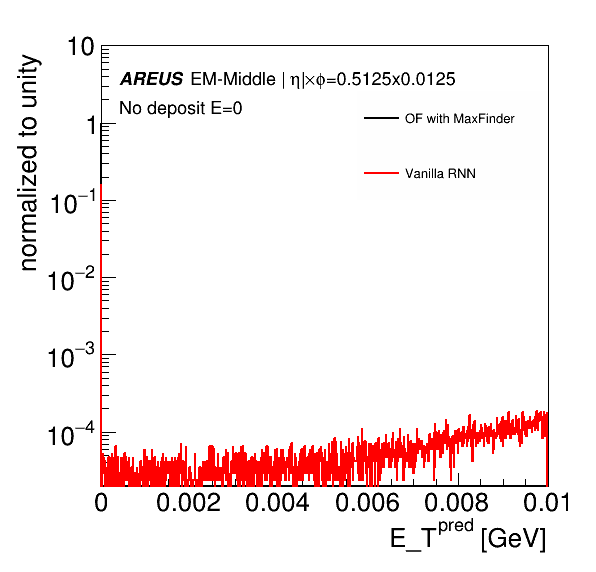 normalized to unity
10
1
10⁻¹
10⁻²
10⁻³
10⁻⁴
AREUS EM-Middle | η|×ϕ=0.5125x0.0125
No deposit E=0
OF with MaxFinder
Vanilla RNN
0 0.002 0.004 0.006 0.008 0.01
E_T^pred [GeV]